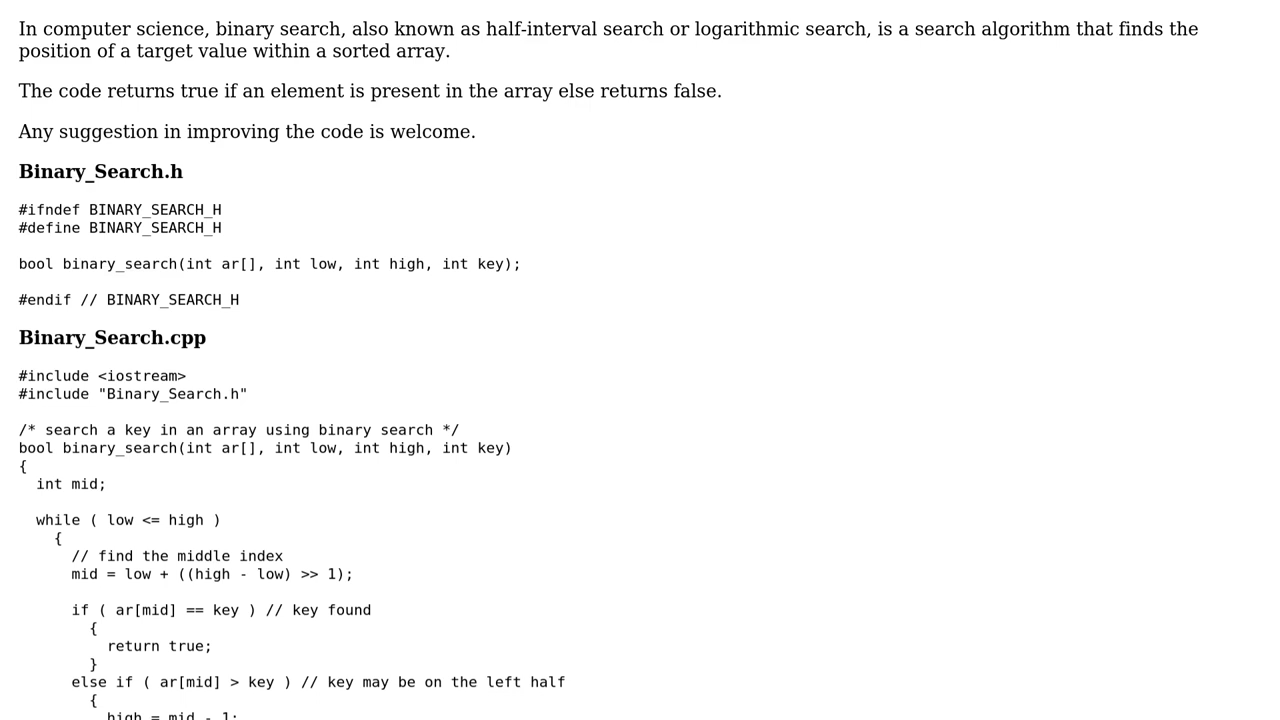 In computer science, binary search, also known as half-interval search or logarithmic search, is a search algorithm that finds the
position of a target value within a sorted array.
The code returns true if an element is present in the array else returns false.
Any suggestion in improving the code is welcome.
Binary_Search.h
#ifndef BINARY_SEARCH_H
#define BINARY_SEARCH_H
bool binary_search(int ar[], int low, int high, int key);
#endif // BINARY_SEARCH_H
Binary_Search.cpp
#include <iostream>
#include "Binary_Search.h"
/* search a key in an array using binary search */
bool binary_search(int ar[], int low, int high, int key)
{
  int mid;
  while ( low <= high )
    {
      // find the middle index
      mid = low + ((high - low) >> 1);
      if ( ar[mid] == key ) // key found
        {
          return true;
        }
      else if ( ar[mid] > key ) // key may be on the left half
        {
          high = mid - 1;